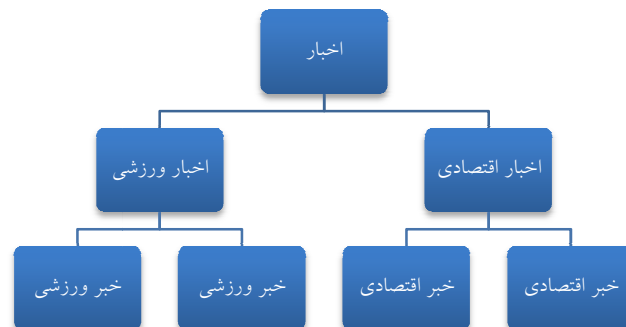 اخبار
اخبار اقتصادی
اخبار ورزشی
خبر اقتصادی
خبر اقتصادی
خبر ورزشی
خبر ورزشی